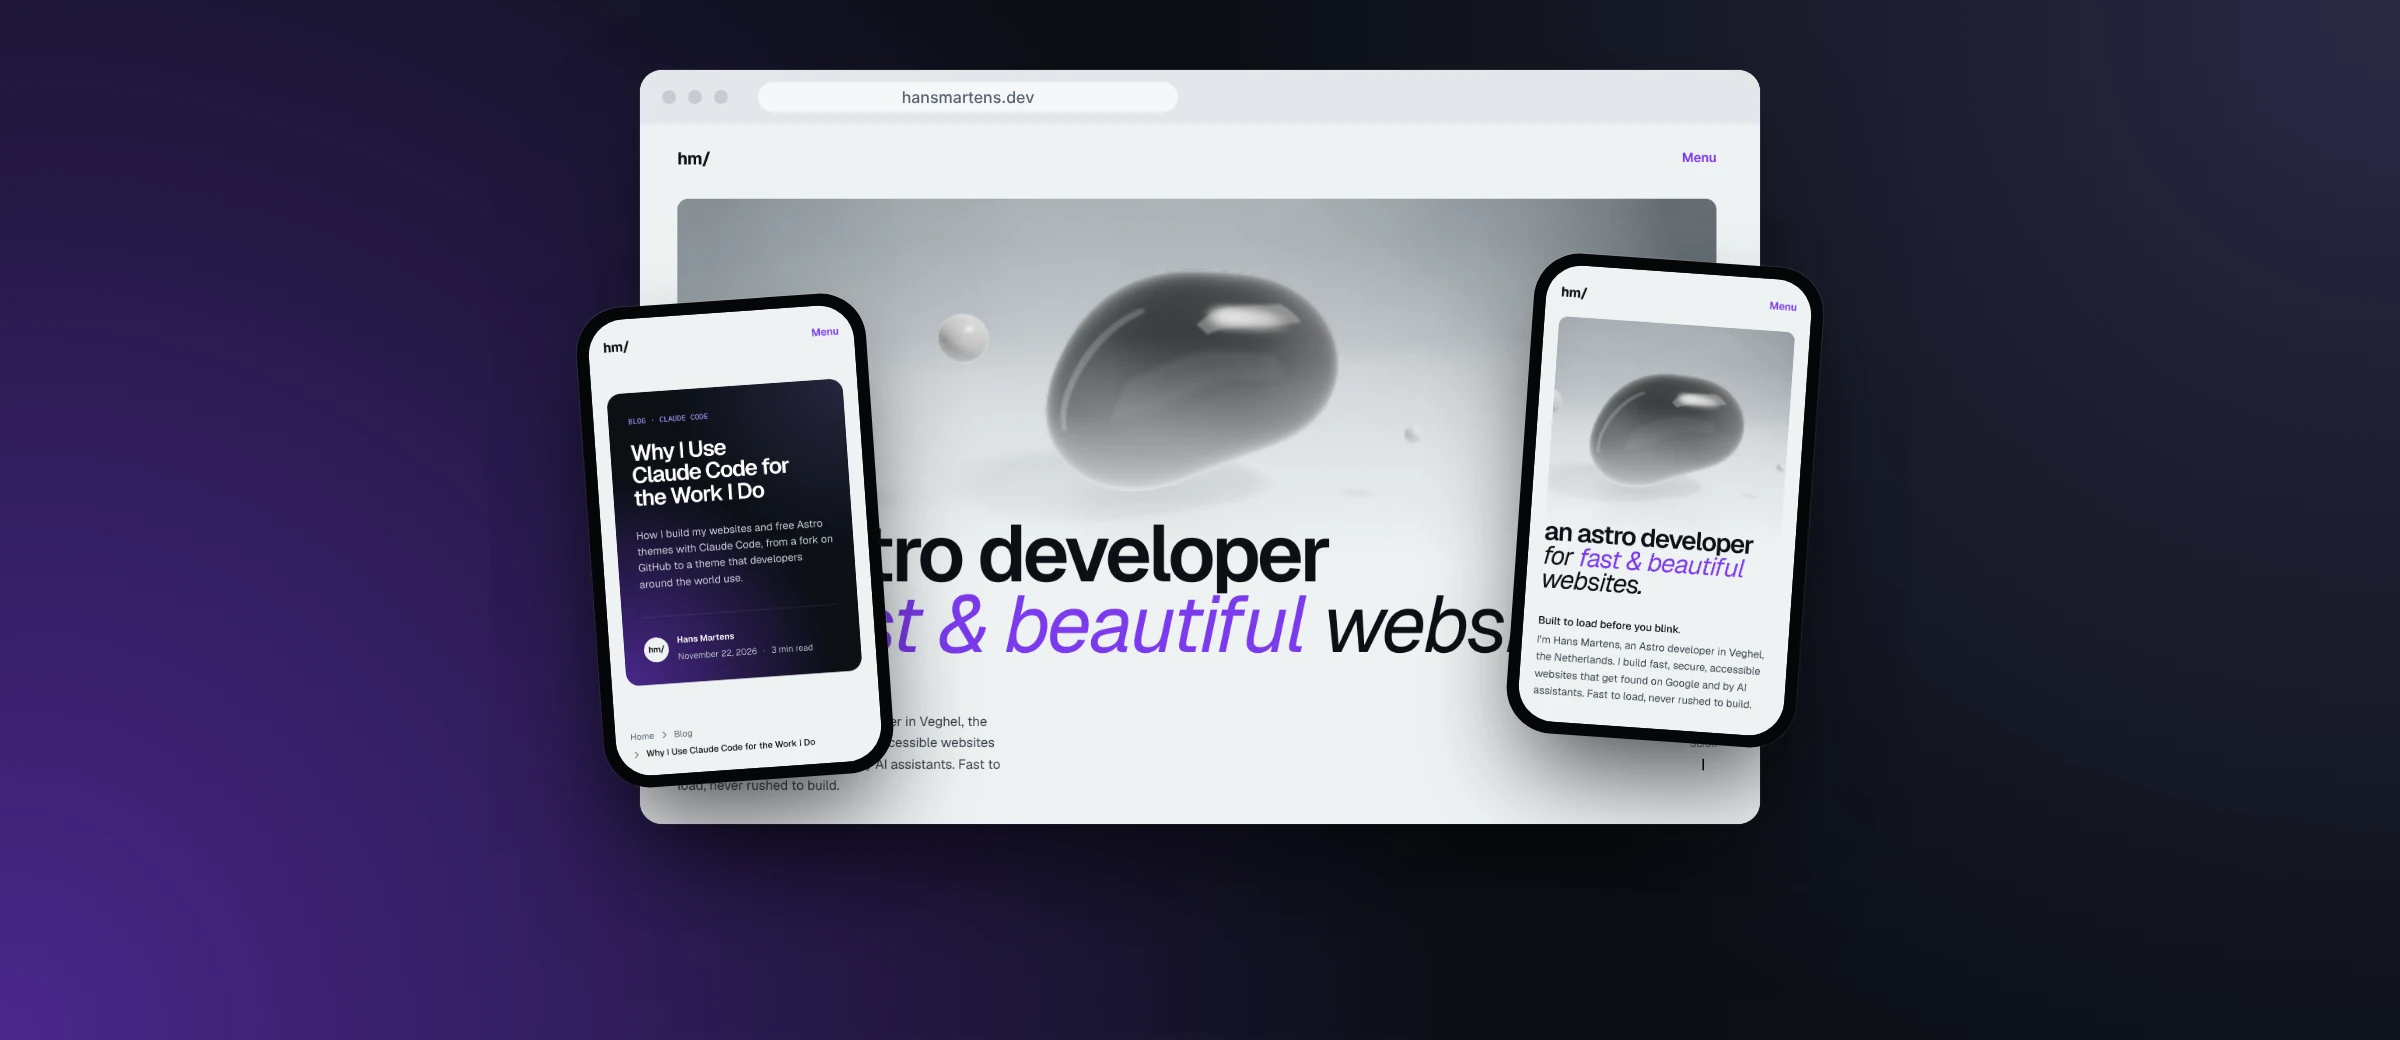 hansmartens.dev
hm/
Menu
tro developer
st & beautiful websi
er in Veghel, the
cessible websites
AI assistants. Fast to
load, never rushed to build.
hm/
Menu
BLOG · CLAUDE CODE
Why I Use
Claude Code for
the Work I Do
How I build my websites and free Astro
themes with Claude Code, from a fork on
GitHub to a theme that developers
around the world use.
hm/
Hans Martens
November 22, 2026 · 3 min read
Home > Blog
> Why I Use Claude Code for the Work I Do
hm/
Menu
an astro developer
for fast & beautiful
websites.
Built to load before you blink.
I'm Hans Martens, an Astro developer in Veghel,
the Netherlands. I build fast, secure, accessible
websites that get found on Google and by AI
assistants. Fast to load, never rushed to build.